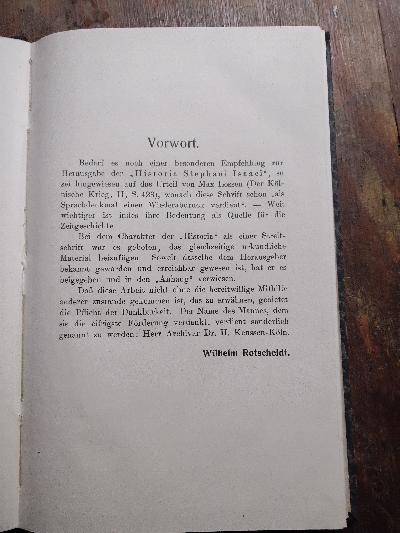 Vorwort.
Bedarf es noch einer besonderen Empfehlung zur
Herausgabe der „Historia Stephani Isaaci“, so
sei hingewiesen auf das Urteil von Max Lossen (Der Köl-
nische Krieg, II, S. 428), wonach diese Schrift schon „als
Sprachdenkmal einen Wiederabdruck verdient“. — Weit
wichtiger ist indes ihre Bedeutung als Quelle für die
Zeitgeschichte.
Bei dem Charakter der „Historia“ als einer Streit-
schrift war es geboten, das gleichzeitige urkundliche
Material beizufügen. Soweit dasselbe dem Herausgeber
bekannt geworden und erreichbar gewesen ist, hat er es
beigegeben und in den „Anhang“ verwiesen.
Daß diese Arbeit nicht ohne die bereitwillige Mithilfe
anderer zustande gekommen ist, das zu erwähnen, gebietet
die Pflicht der Dankbarkeit. Der Name des Mannes, dem
sie die eifrigste Förderung verdankt, verdient sonderlich
genannt zu werden: Herr Archivar Dr. H. Keussen-Köln.
Wilhelm Rotscheidt.